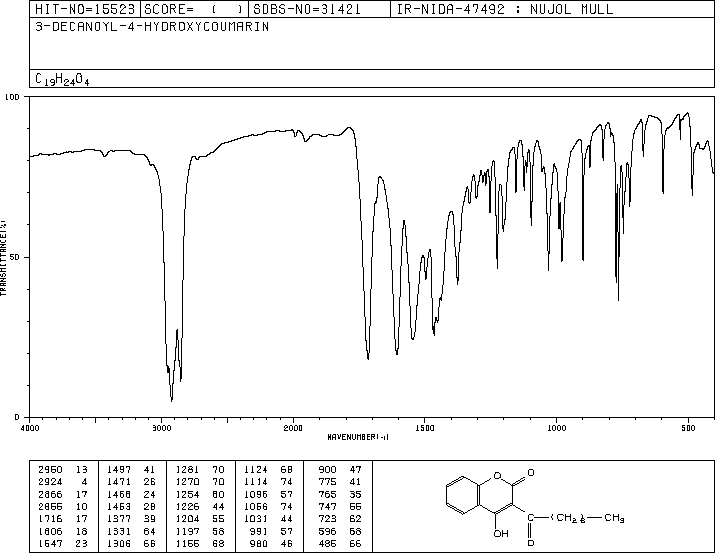 HIT-NO=15523 SCORE= ( ) SDBS-NO=31421 IR-NIDA-47492 : NUJOL MULL
3-DECANOYL-4-HYDROXYCOUMARIN
C19H24O4
100
50
0
TRANSMITTANCE(%)
4000 3000 2000 1500 1000 500
WAVENUMBER(-1)
2960 13 1497 41 1281 70 1124 68 900 47
2924 4 1471 26 1270 70 1114 74 775 41
2866 17 1468 24 1254 60 1096 57 765 35
2855 10 1463 28 1226 44 1066 74 747 55
1716 17 1377 39 1204 55 1031 44 723 62
1606 18 1331 64 1197 58 991 57 596 68
1547 23 1306 66 1155 68 980 46 486 66
O O
OH C (CH2)8 CH3
O